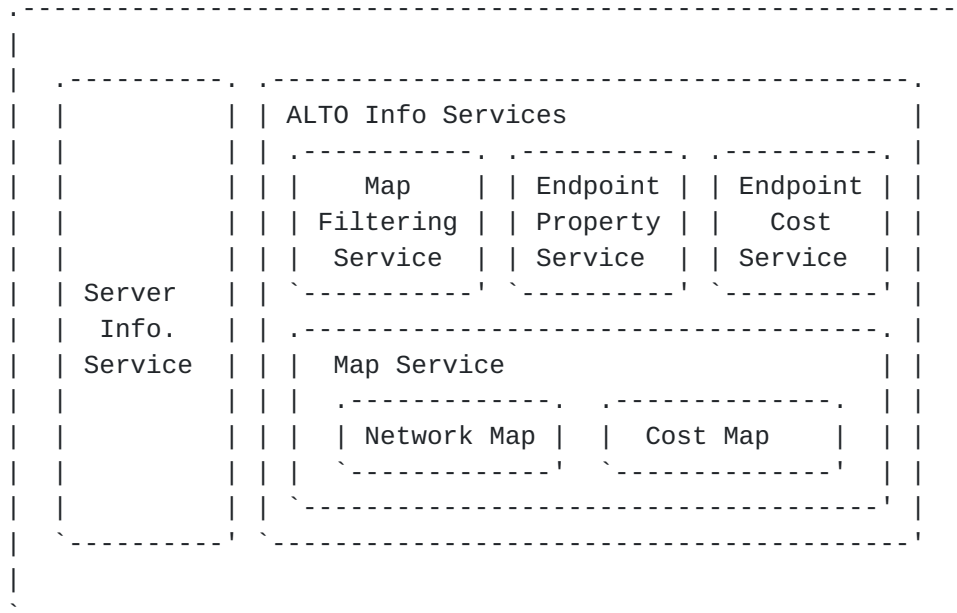 ALTO Info Services
Map Endpoint Endpoint
Filtering Property Cost
Service Service Service
Server
Info.
Service Map Service
Network Map Cost Map